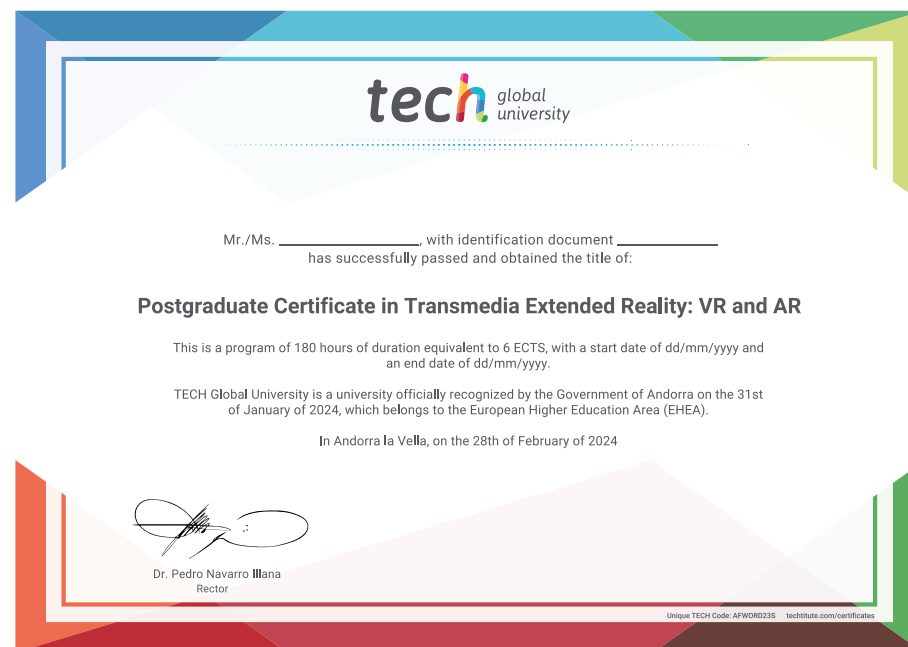 tech global
university
Mr./Ms. ____________, with identification document ____________
has successfully passed and obtained the title of:
Postgraduate Certificate in Transmedia Extended Reality: VR and AR
This is a program of 180 hours of duration equivalent to 6 ECTS, with a start date of dd/mm/yyyy and
an end date of dd/mm/yyyy.
TECH Global University is a university officially recognized by the Government of Andorra on the 31st
of January of 2024, which belongs to the European Higher Education Area (EHEA).
In Andorra la Vella, on the 28th of February of 2024
Dr. Pedro Navarro Illana
Rector
Unique TECH Code: AFWORD23S techtitute.com/certificates